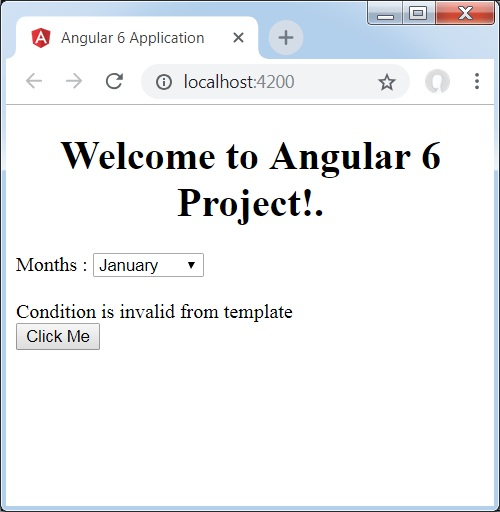 Angular 6 Application
localhost:4200
Welcome to Angular 6
Project!.
Months : January
Condition is invalid from template
Click Me